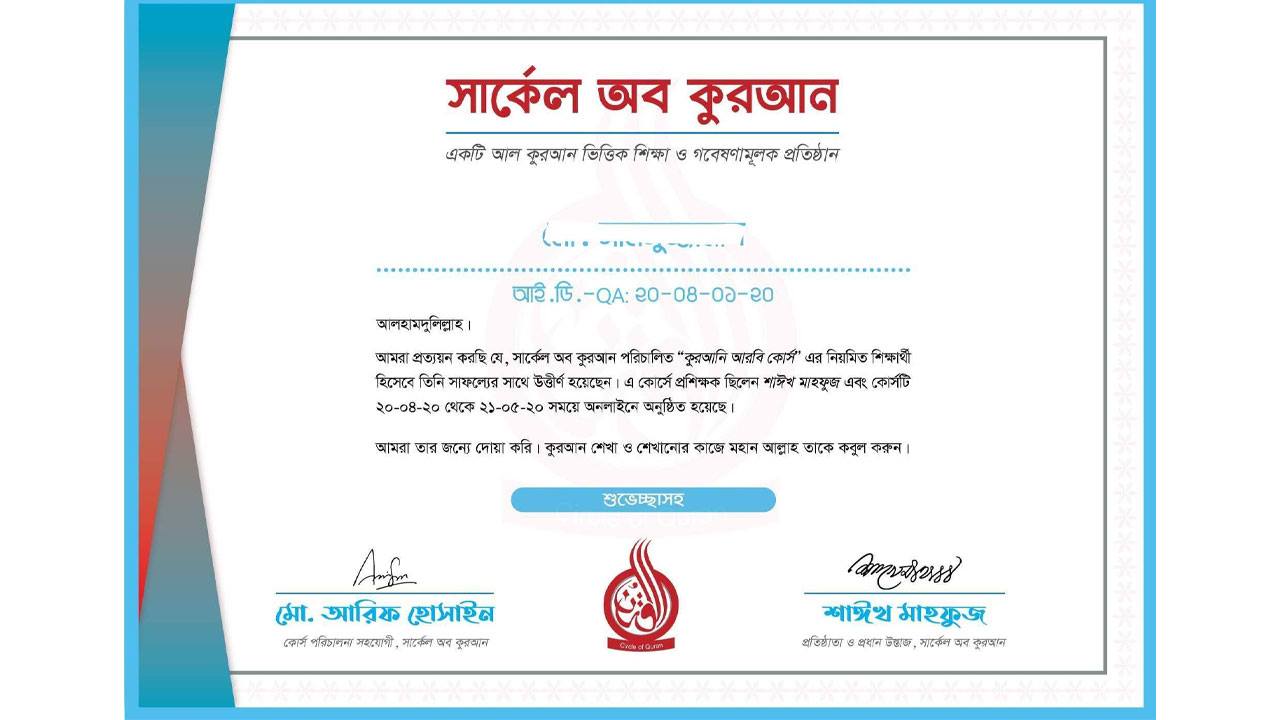 সার্কেল অব কুরআন
একটি আল কুরআন ভিত্তিক শিক্ষা ও গবেষণামূলক প্রতিষ্ঠান
আই.ডি.-QA: ২০-০৪-০১-২০
আলহামদুলিল্লাহ।
আমরা প্রত্যয়ন করছি যে, সার্কেল অব কুরআন পরিচালিত “কুরআনি আরবি কোর্স” এর নিয়মিত শিক্ষার্থী
হিসেবে তিনি সাফল্যের সাথে উত্তীর্ণ হয়েছেন। এ কোর্সে প্রশিক্ষক ছিলেন শাঈখ মাহফুজ এবং কোর্সটি
২০-০৪-২০ থেকে ২১-০৫-২০ সময়ে অনলাইনে অনুষ্ঠিত হয়েছে।
আমরা তার জন্যে দোয়া করি। কুরআন শেখা ও শেখানোর কাজে মহান আল্লাহ তাকে কবুল করুন।
শুভেচ্ছাসহ
মো. আরিফ হোসাইন
কোর্স পরিচালনা সহযোগী, সার্কেল অব কুরআন
Circle of Quran
শাঈখ মাহফুজ
প্রতিষ্ঠাতা ও প্রধান উস্তাজ, সার্কেল অব কুরআন